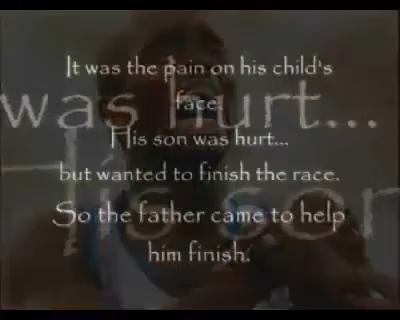 It was the pain on his child's
face.
was hurt...
His son was hurt...
but wanted to finish the race.
His son
So the father came to help
him finish.